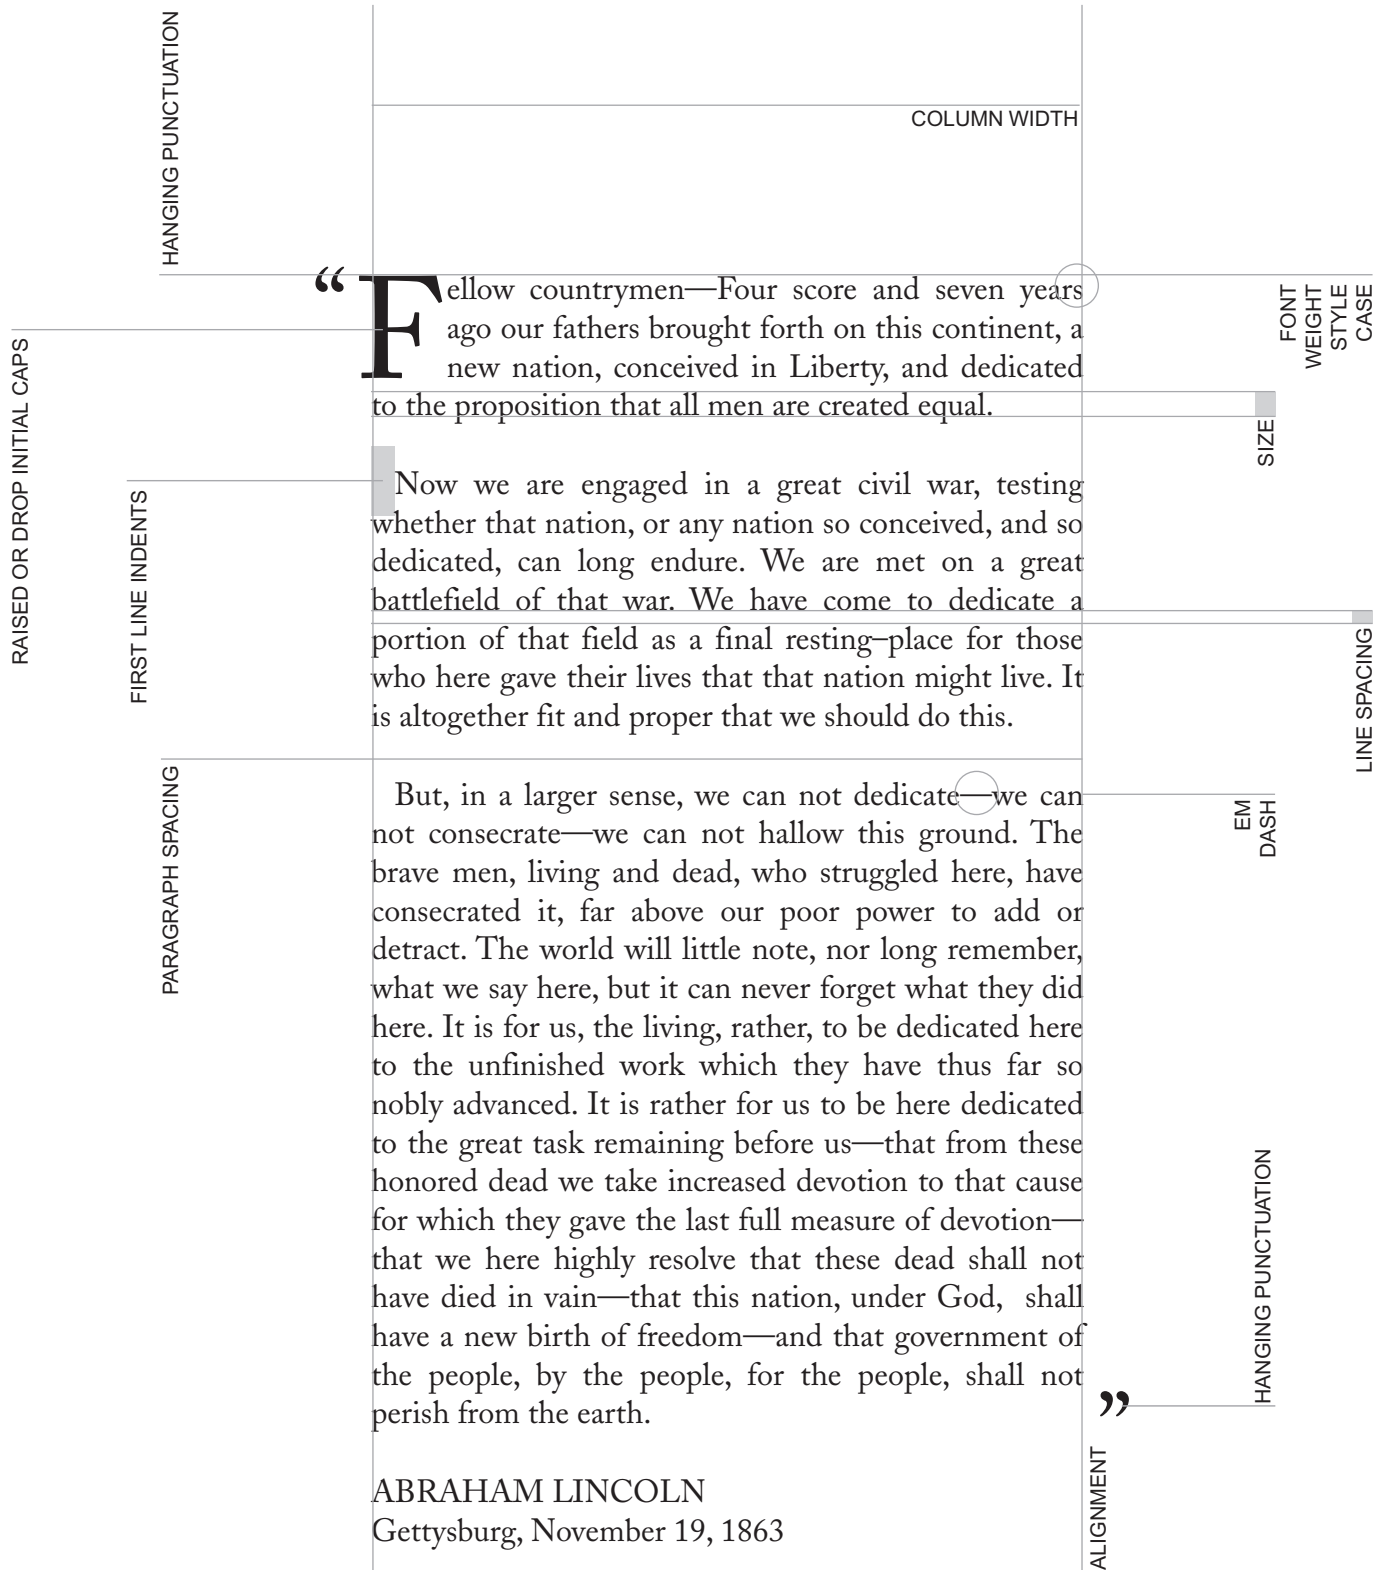 HANGING PUNCTUATION
COLUMN WIDTH
RAISED OR DROP INITIAL CAPS
FIRST LINE INDENTS
PARAGRAPH SPACING
“Fellow countrymen—Four score and seven years
ago our fathers brought forth on this continent, a
new nation, conceived in Liberty, and dedicated
to the proposition that all men are created equal.
Now we are engaged in a great civil war, testing
whether that nation, or any nation so conceived, and so
dedicated, can long endure. We are met on a great
battlefield of that war. We have come to dedicate a
portion of that field as a final resting–place for those
who here gave their lives that that nation might live. It
is altogether fit and proper that we should do this.
But, in a larger sense, we can not dedicate—we can
not consecrate—we can not hallow this ground. The
brave men, living and dead, who struggled here, have
consecrated it, far above our poor power to add or
detract. The world will little note, nor long remember,
what we say here, but it can never forget what they did
here. It is for us, the living, rather, to be dedicated here
to the unfinished work which they have thus far so
nobly advanced. It is rather for us to be here dedicated
to the great task remaining before us—that from these
honored dead we take increased devotion to that cause
for which they gave the last full measure of devotion—
that we here highly resolve that these dead shall not
have died in vain—that this nation, under God, shall
have a new birth of freedom—and that government of
the people, by the people, for the people, shall not
perish from the earth.”
ABRAHAM LINCOLN
Gettysburg, November 19, 1863
FONT
WEIGHT
STYLE
CASE
SIZE
LINE SPACING
EM
DASH
HANGING PUNCTUATION
ALIGNMENT